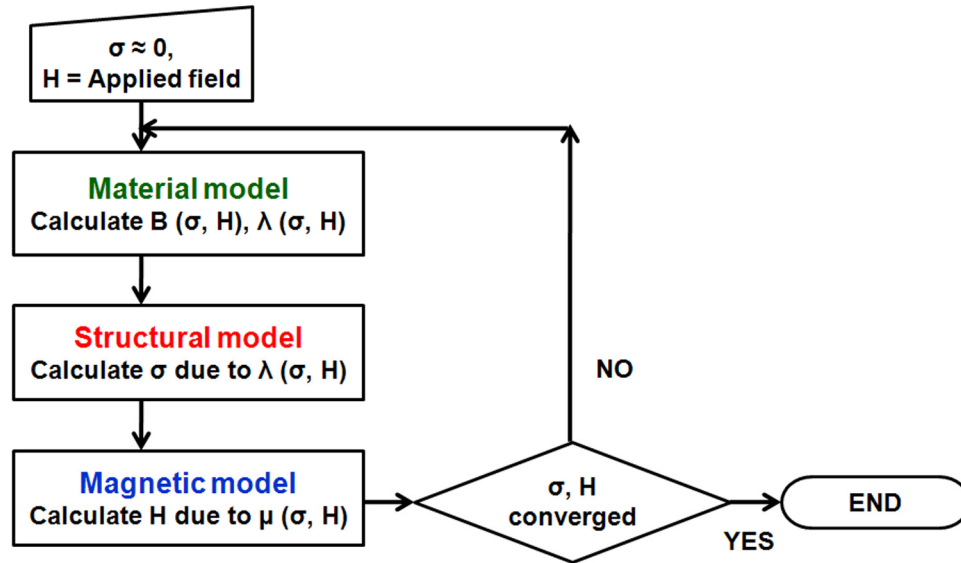 σ ≈ 0,
H = Applied field
Material model
Calculate B (σ, H), λ (σ, H)
Structural model
Calculate σ due to λ (σ, H)
Magnetic model
Calculate H due to μ (σ, H)
σ, H
converged
NO
YES
END